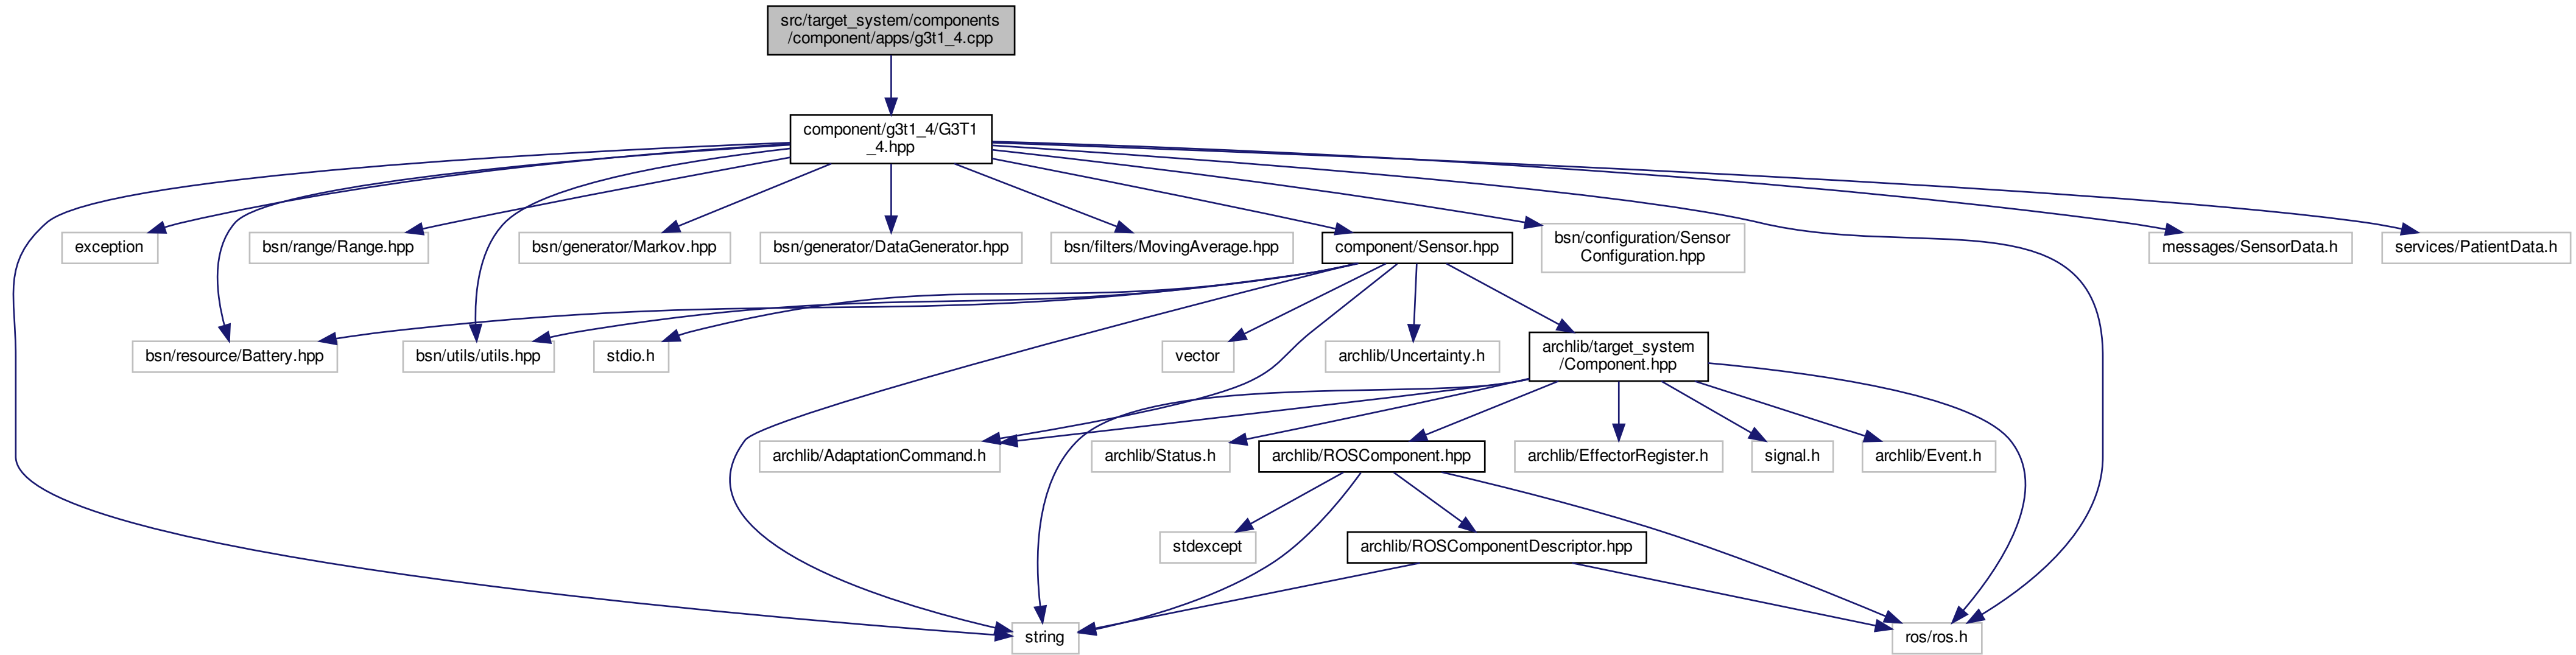 src/target_system/components
/component/apps/g3t1_4.cpp
component/g3t1_4/G3T1
_4.hpp
exception
bsn/range/Range.hpp
bsn/generator/Markov.hpp
bsn/generator/DataGenerator.hpp
bsn/filters/MovingAverage.hpp
component/Sensor.hpp
bsn/configuration/Sensor
Configuration.hpp
messages/SensorData.h
services/PatientData.h
bsn/resource/Battery.hpp
bsn/utils/utils.hpp
stdio.h
vector
archlib/Uncertainty.h
archlib/target_system
/Component.hpp
archlib/AdaptationCommand.h
archlib/Status.h
archlib/ROSComponent.hpp
archlib/EffectorRegister.h
signal.h
archlib/Event.h
stdexcept
archlib/ROSComponentDescriptor.hpp
string
ros/ros.h